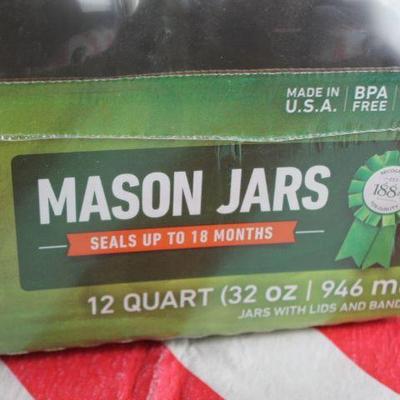 MADE IN U.S.A. | BPA FREE |
MASON JARS
SEALS UP TO 18 MONTHS
188
12 QUART (32 oz | 946 m
JARS WITH LIDS AND BAND